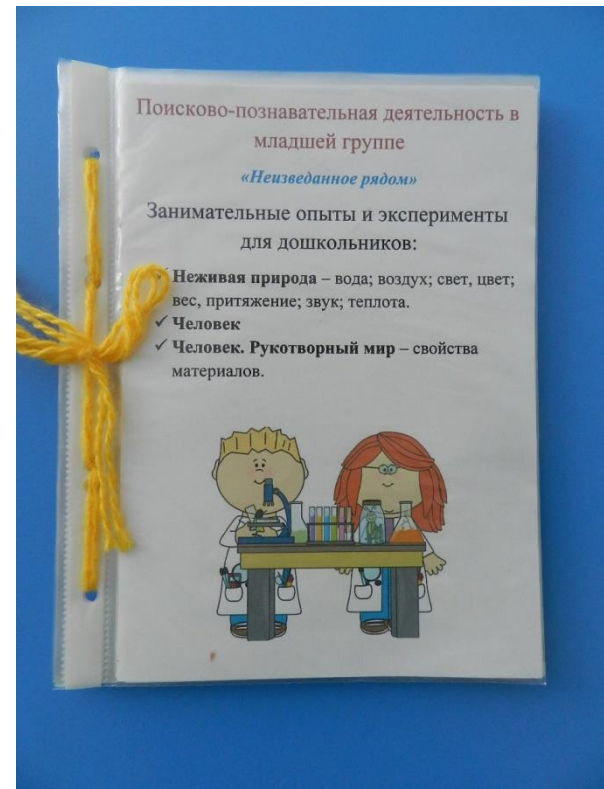 Поисково-познавательная деятельность в
младшей группе
«Неизведанное рядом»
Занимательные опыты и эксперименты
для дошкольников:
Неживая природа – вода; воздух; свет, цвет;
вес, притяжение; звук; теплота.
✓ Человек
✓ Человек. Рукотворный мир – свойства
материалов.